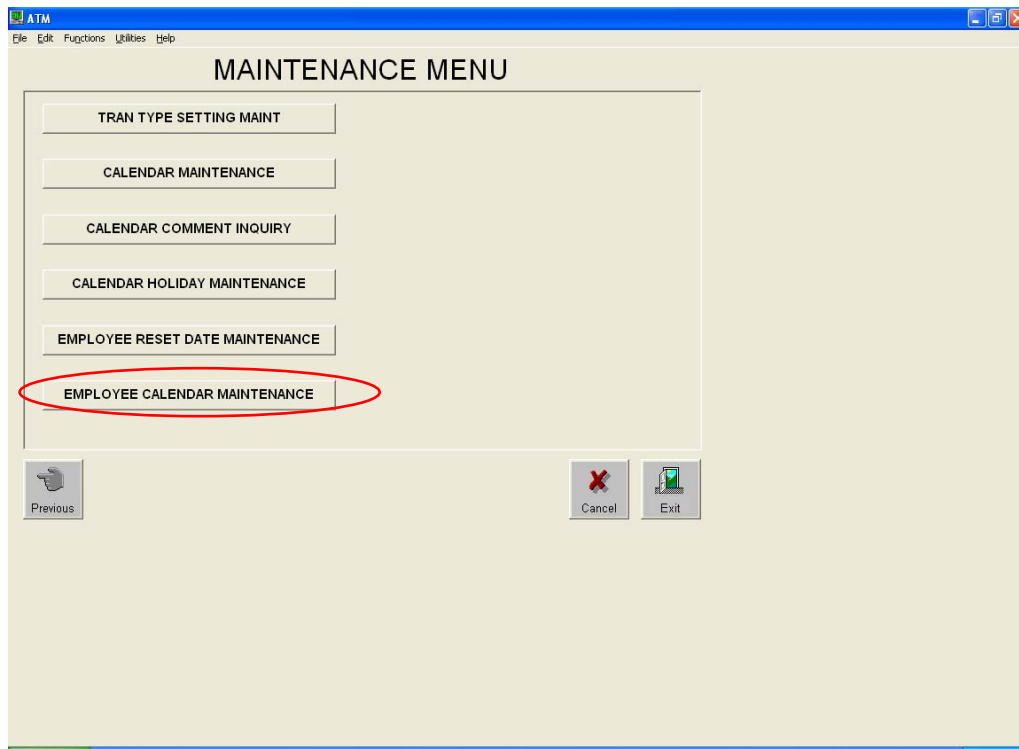 ATM
File Edit Functions Utilities Help
MAINTENANCE MENU
TRAN TYPE SETTING MAINT
CALENDAR MAINTENANCE
CALENDAR COMMENT INQUIRY
CALENDAR HOLIDAY MAINTENANCE
EMPLOYEE RESET DATE MAINTENANCE
EMPLOYEE CALENDAR MAINTENANCE
Previous Cancel Exit